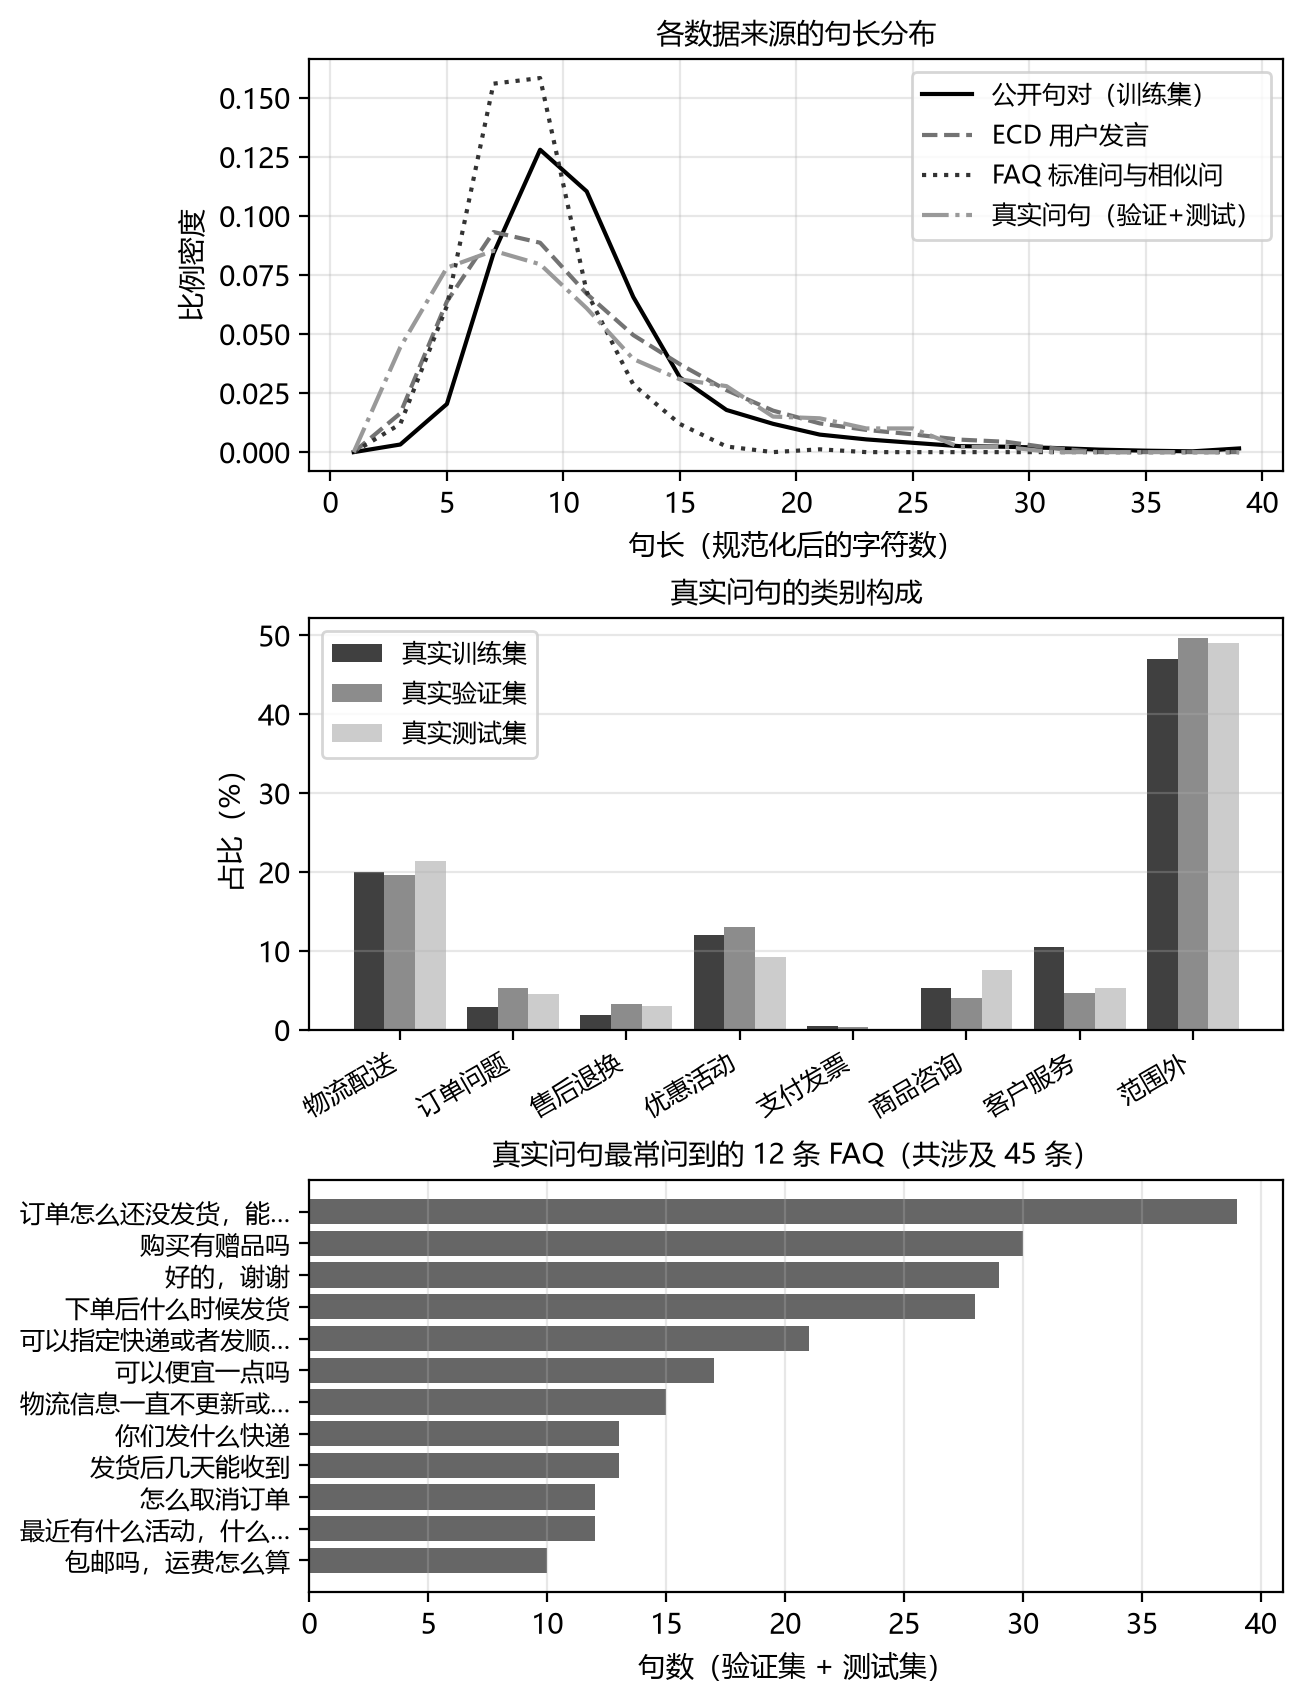 各数据来源的句长分布
0.150
0.125
0.100
0.075
0.050
0.025
0.000
比例密度
公开句对（训练集）
ECD 用户发言
FAQ 标准问与相似问
真实问句（验证+测试）
0 5 10 15 20 25 30 35 40
句长（规范化后的字符数）
真实问句的类别构成
50
40
30
20
10
0
占比（%）
真实训练集
真实验证集
真实测试集
物流配送 订单问题 售后退换 优惠活动 支付发票 商品咨询 客户服务 范围外
真实问句最常问到的 12 条 FAQ（共涉及 45 条）
订单怎么还没发货，能...
购买有赠品吗
好的，谢谢
下单后什么时候发货
可以指定快递或者发顺...
可以便宜一点吗
物流信息一直不更新或...
你们发什么快递
发货后几天能收到
怎么取消订单
最近有什么活动，什么...
包邮吗，运费怎么算
0 5 10 15 20 25 30 35 40
句数（验证集 + 测试集）